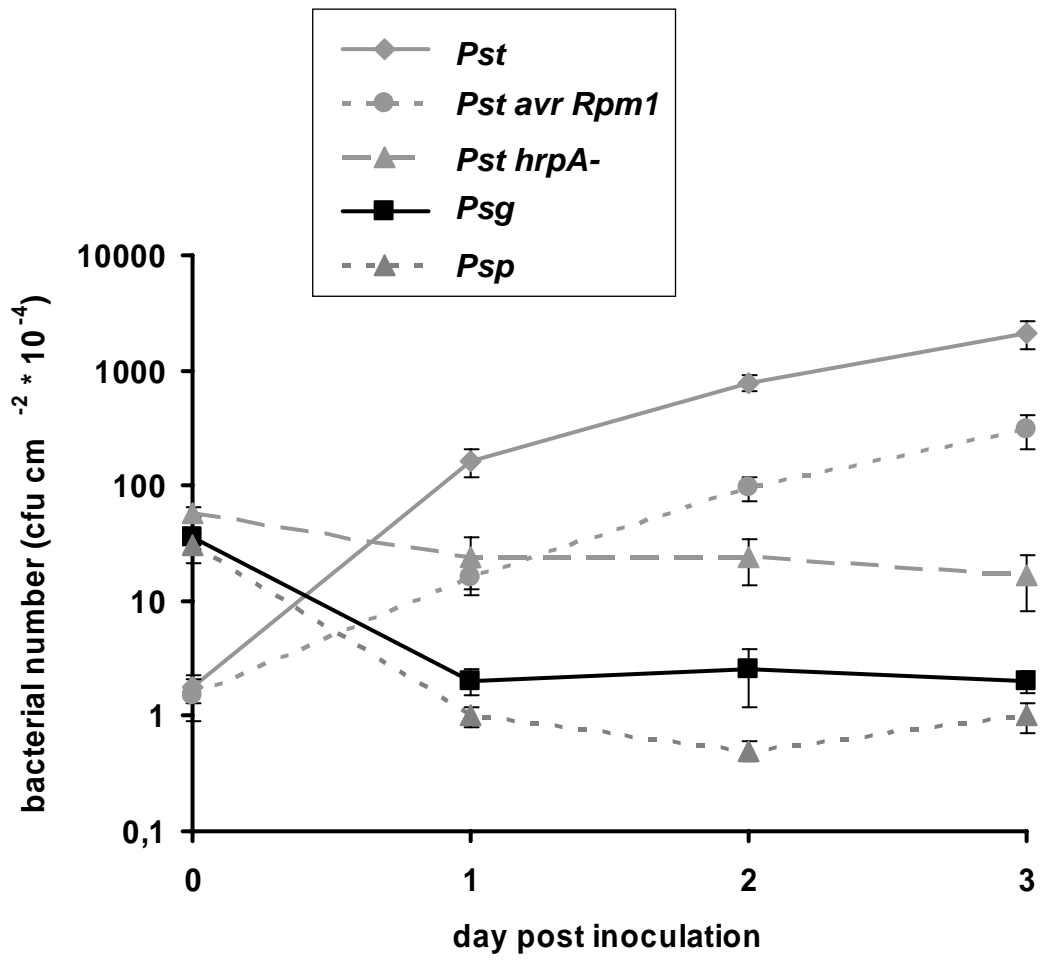 Pst
Pst avr Rpm1
Pst hrpA-
Psg
Psp
bacterial number (cfu cm -2 * 10 -4)
10000
1000
100
10
1
0,1
0 1 2 3
day post inoculation